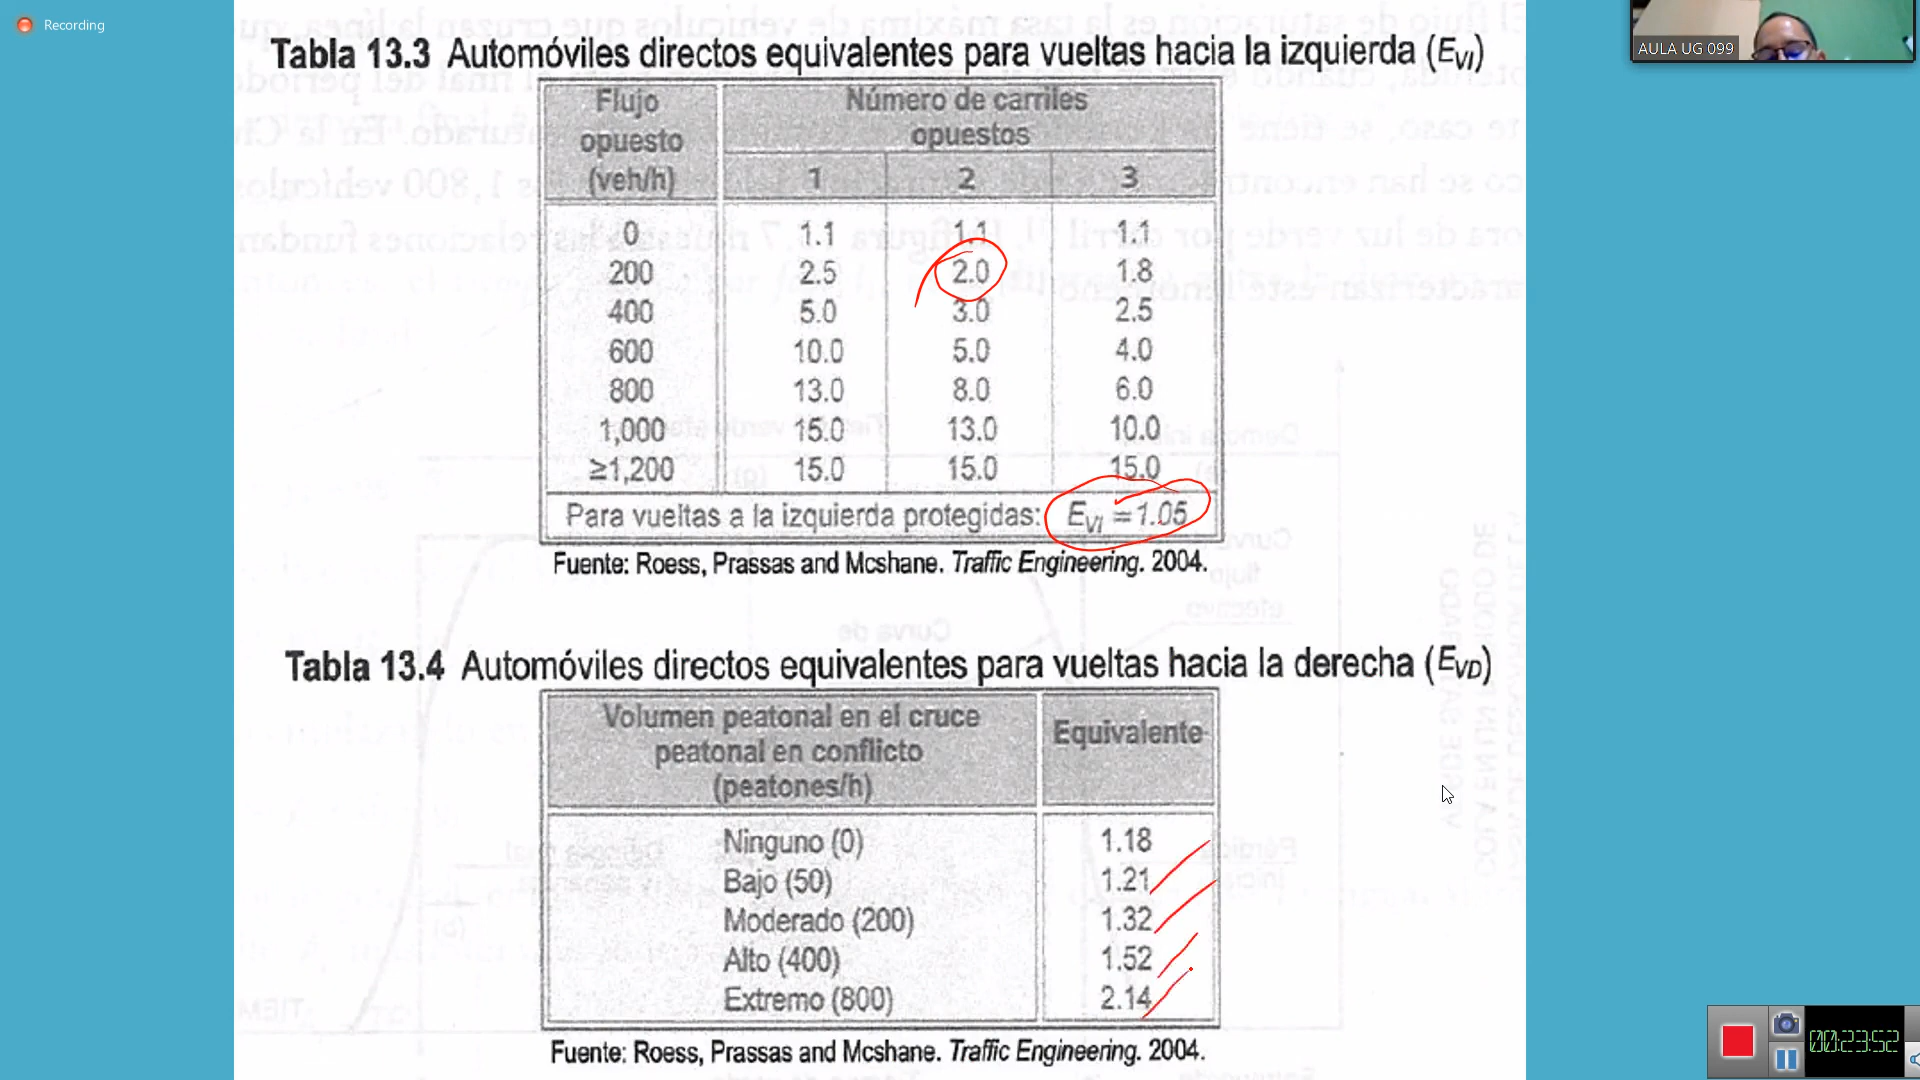 Recording
AULA UG 099
Tabla 13.3 Automóviles directos equivalentes para vueltas hacia la izquierda (EVI)
Flujo opuesto (veh/h) Número de carriles opuestos
1 2 3
0 1.1 1.1 1.1
200 2.5 2.0 1.8
400 5.0 3.0 2.5
600 10.0 5.0 4.0
800 13.0 8.0 6.0
1,000 15.0 13.0 10.0
≥1,200 15.0 15.0 15.0
Para vueltas a la izquierda protegidas: EVI = 1.05
Fuente: Roess, Prassas and Mcshane. Traffic Engineering. 2004.
Tabla 13.4 Automóviles directos equivalentes para vueltas hacia la derecha (EVD)
Volumen peatonal en el cruce peatonal en conflicto (peatones/h) Equivalente
Ninguno (0) 1.18
Bajo (50) 1.21
Moderado (200) 1.32
Alto (400) 1.52
Extremo (800) 2.14
Fuente: Roess, Prassas and Mcshane. Traffic Engineering. 2004.
00:23:52